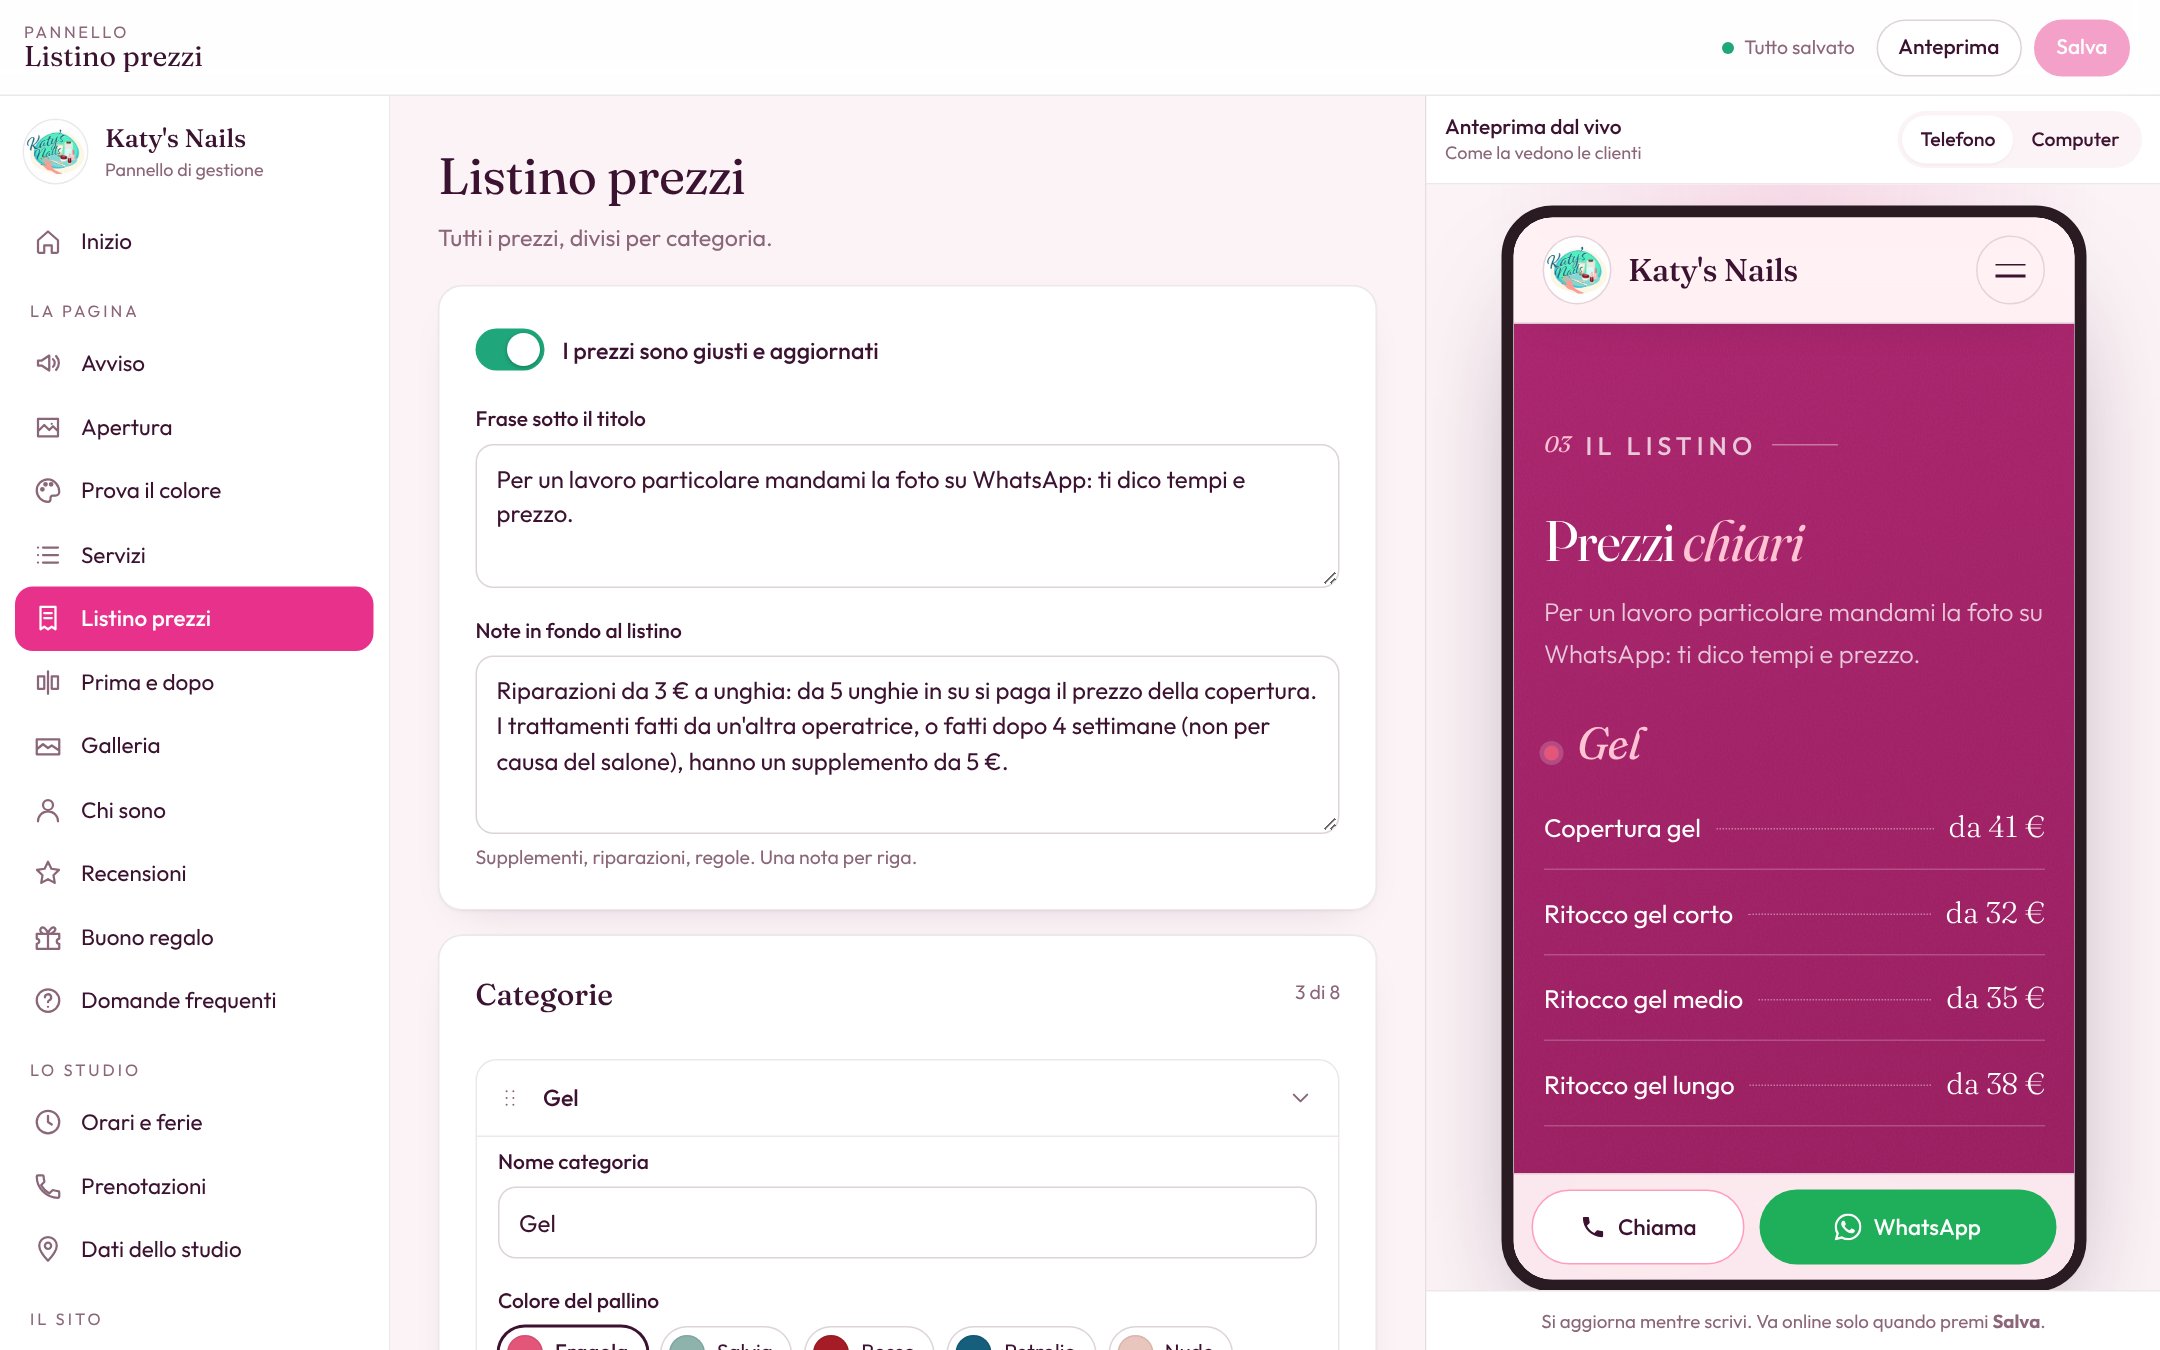 PANNELLO
Listino prezzi
Tutto salvato
Anteprima
Salva
Katy's Nails
Katy's Nails
Pannello di gestione
Inizio
LA PAGINA
Avviso
Apertura
Prova il colore
Servizi
Listino prezzi
Prima e dopo
Galleria
Chi sono
Recensioni
Buono regalo
Domande frequenti
LO STUDIO
Orari e ferie
Prenotazioni
Dati dello studio
IL SITO
Listino prezzi
Tutti i prezzi, divisi per categoria.
I prezzi sono giusti e aggiornati
Frase sotto il titolo
Per un lavoro particolare mandami la foto su WhatsApp: ti dico tempi e
prezzo.
Note in fondo al listino
Riparazioni da 3 € a unghia: da 5 unghie in su si paga il prezzo della copertura.
I trattamenti fatti da un'altra operatrice, o fatti dopo 4 settimane (non per
causa del salone), hanno un supplemento da 5 €.
Supplementi, riparazioni, regole. Una nota per riga.
Categorie
3 di 8
Gel
Nome categoria
Gel
Colore del pallino
Fragola
Salvia
Rosso
Petrolio
Nude
Anteprima dal vivo
Come la vedono le clienti
Telefono
Computer
Katy's Nails
Katy's Nails
03 IL LISTINO
Prezzi chiari
Per un lavoro particolare mandami la foto su
WhatsApp: ti dico tempi e prezzo.
Gel
Copertura gel da 41 €
Ritocco gel corto da 32 €
Ritocco gel medio da 35 €
Ritocco gel lungo da 38 €
Chiama
WhatsApp
Si aggiorna mentre scrivi. Va online solo quando premi Salva.